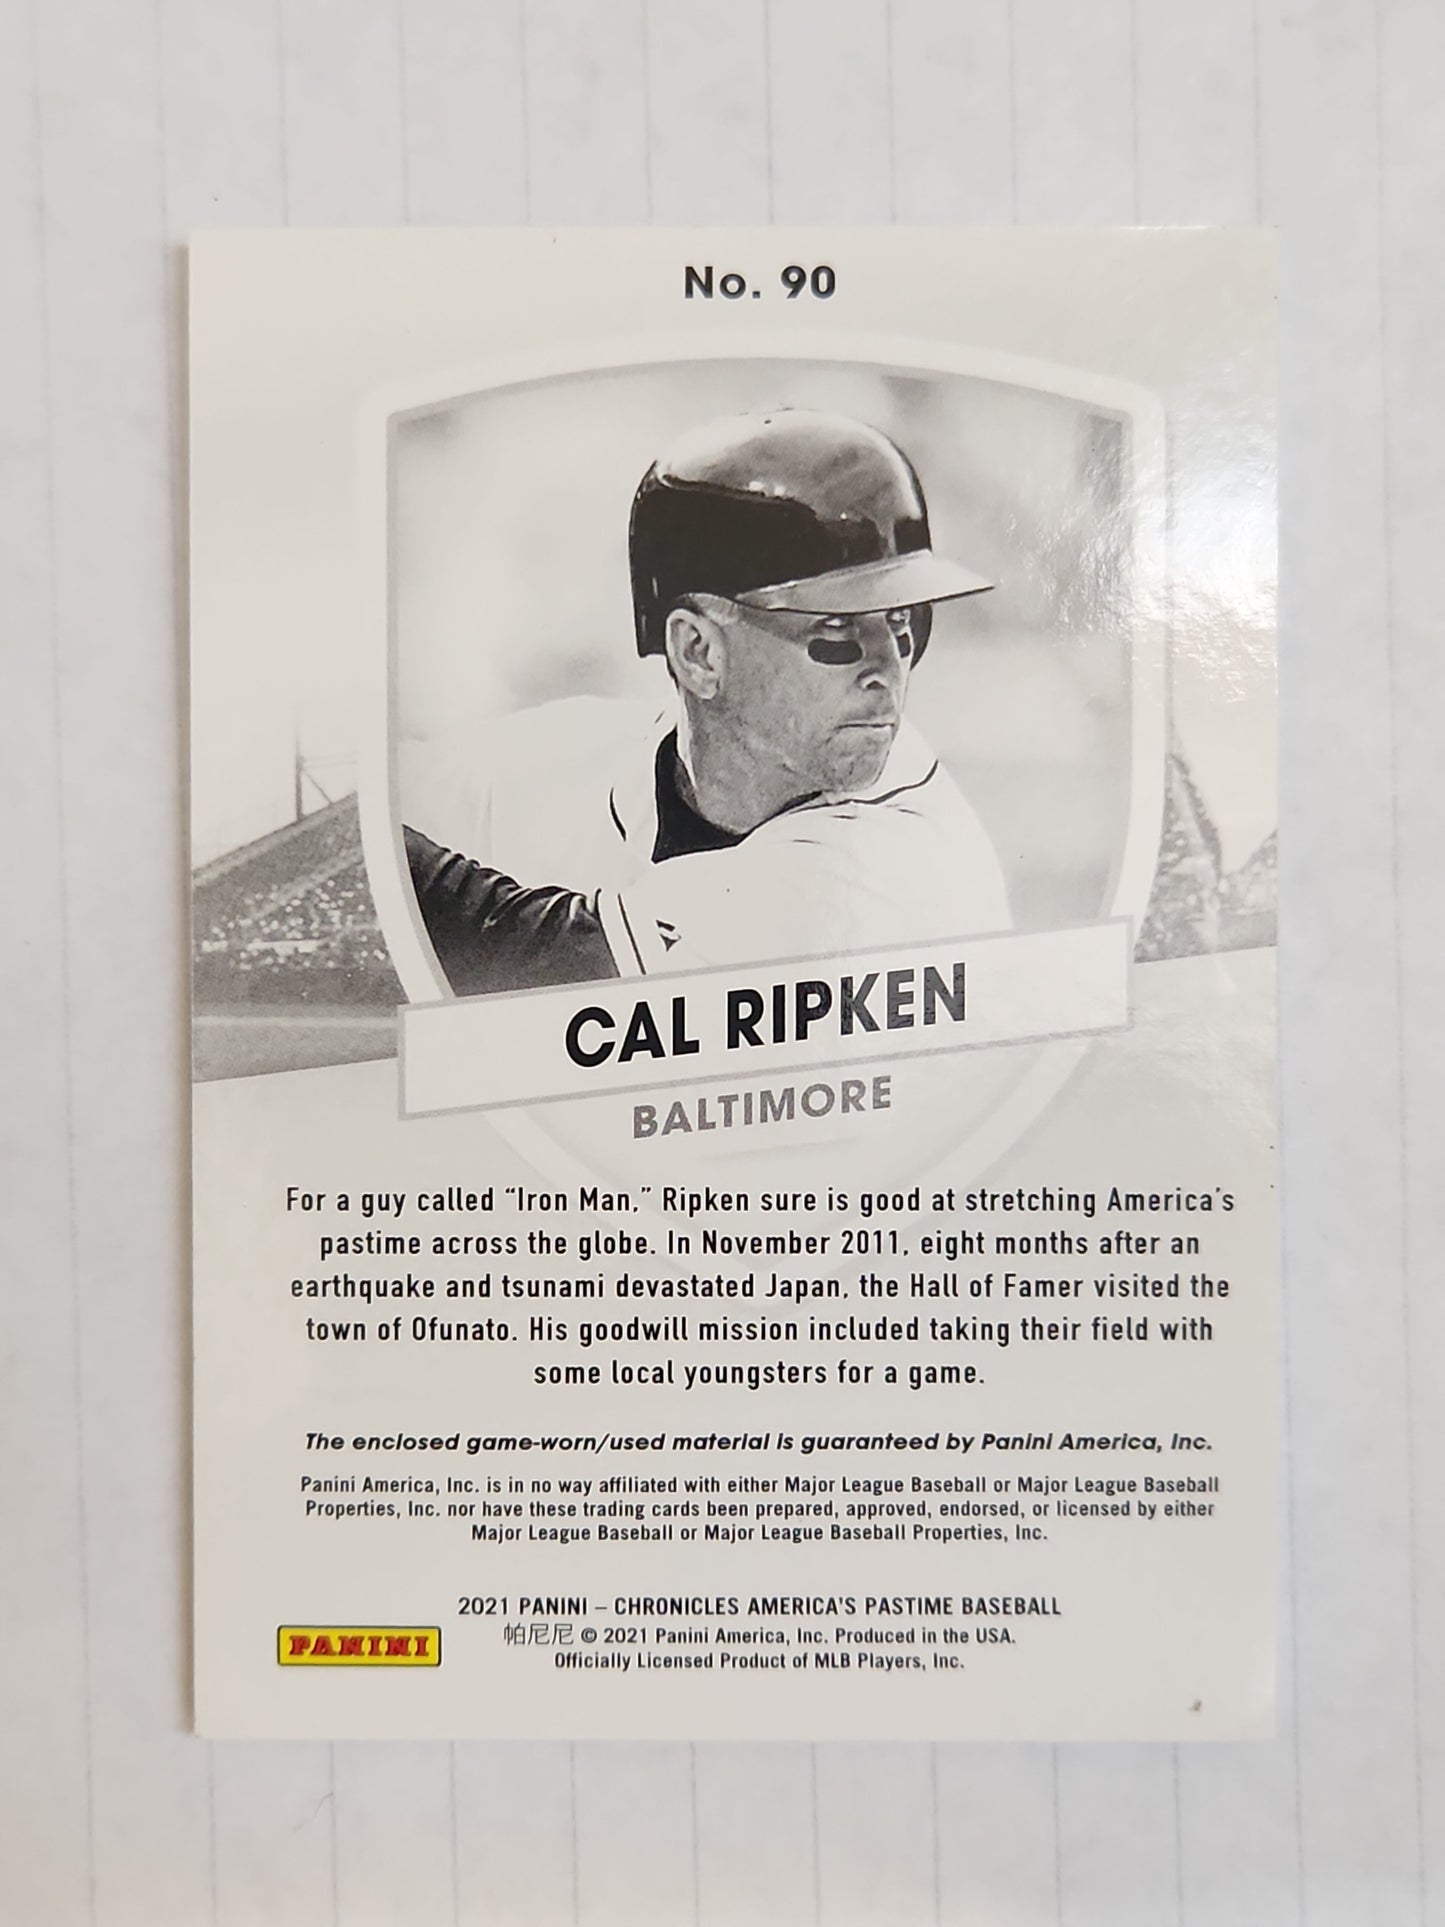 No. 90
CAL RIPKEN
BALTIMORE
For a guy called “Iron Man,” Ripken sure is good at stretching America’s
pastime across the globe. In November 2011, eight months after an
earthquake and tsunami devastated Japan, the Hall of Famer visited the
town of Ofunato. His goodwill mission included taking their field with
some local youngsters for a game.
The enclosed game-worn/used material is guaranteed by Panini America, Inc.
Panini America, Inc. is in no way affiliated with either Major League Baseball or Major League Baseball
Properties, Inc. nor have these trading cards been prepared, approved, endorsed, or licensed by either
Major League Baseball or Major League Baseball Properties, Inc.
2021 PANINI – CHRONICLES AMERICA'S PASTIME BASEBALL
帕尼尼 © 2021 Panini America, Inc. Produced in the USA.
Officially Licensed Product of MLB Players, Inc.
PANINI